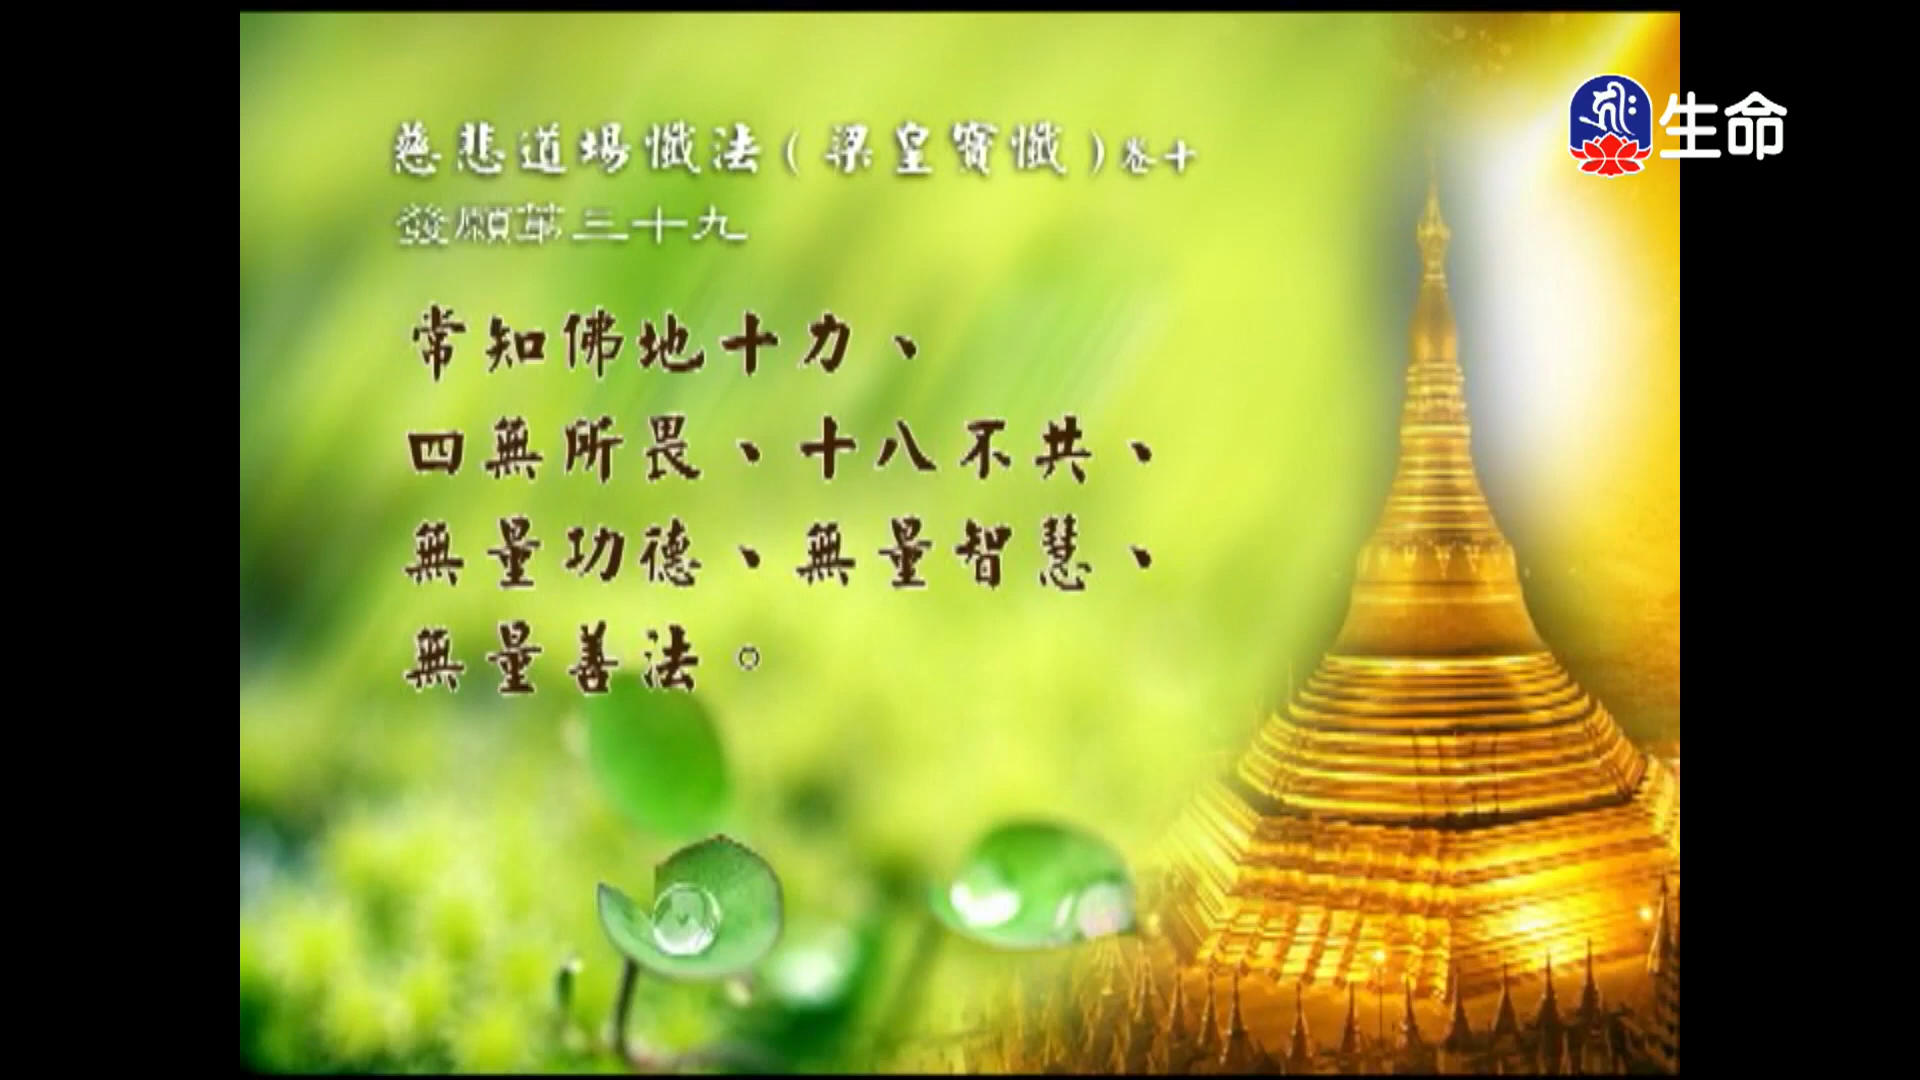 慈悲道場懺法(梁皇寶懺)卷十
發願第三十九
常知佛地十力、
四無所畏、十八不共、
無量功德、無量智慧、
無量善法。
生命